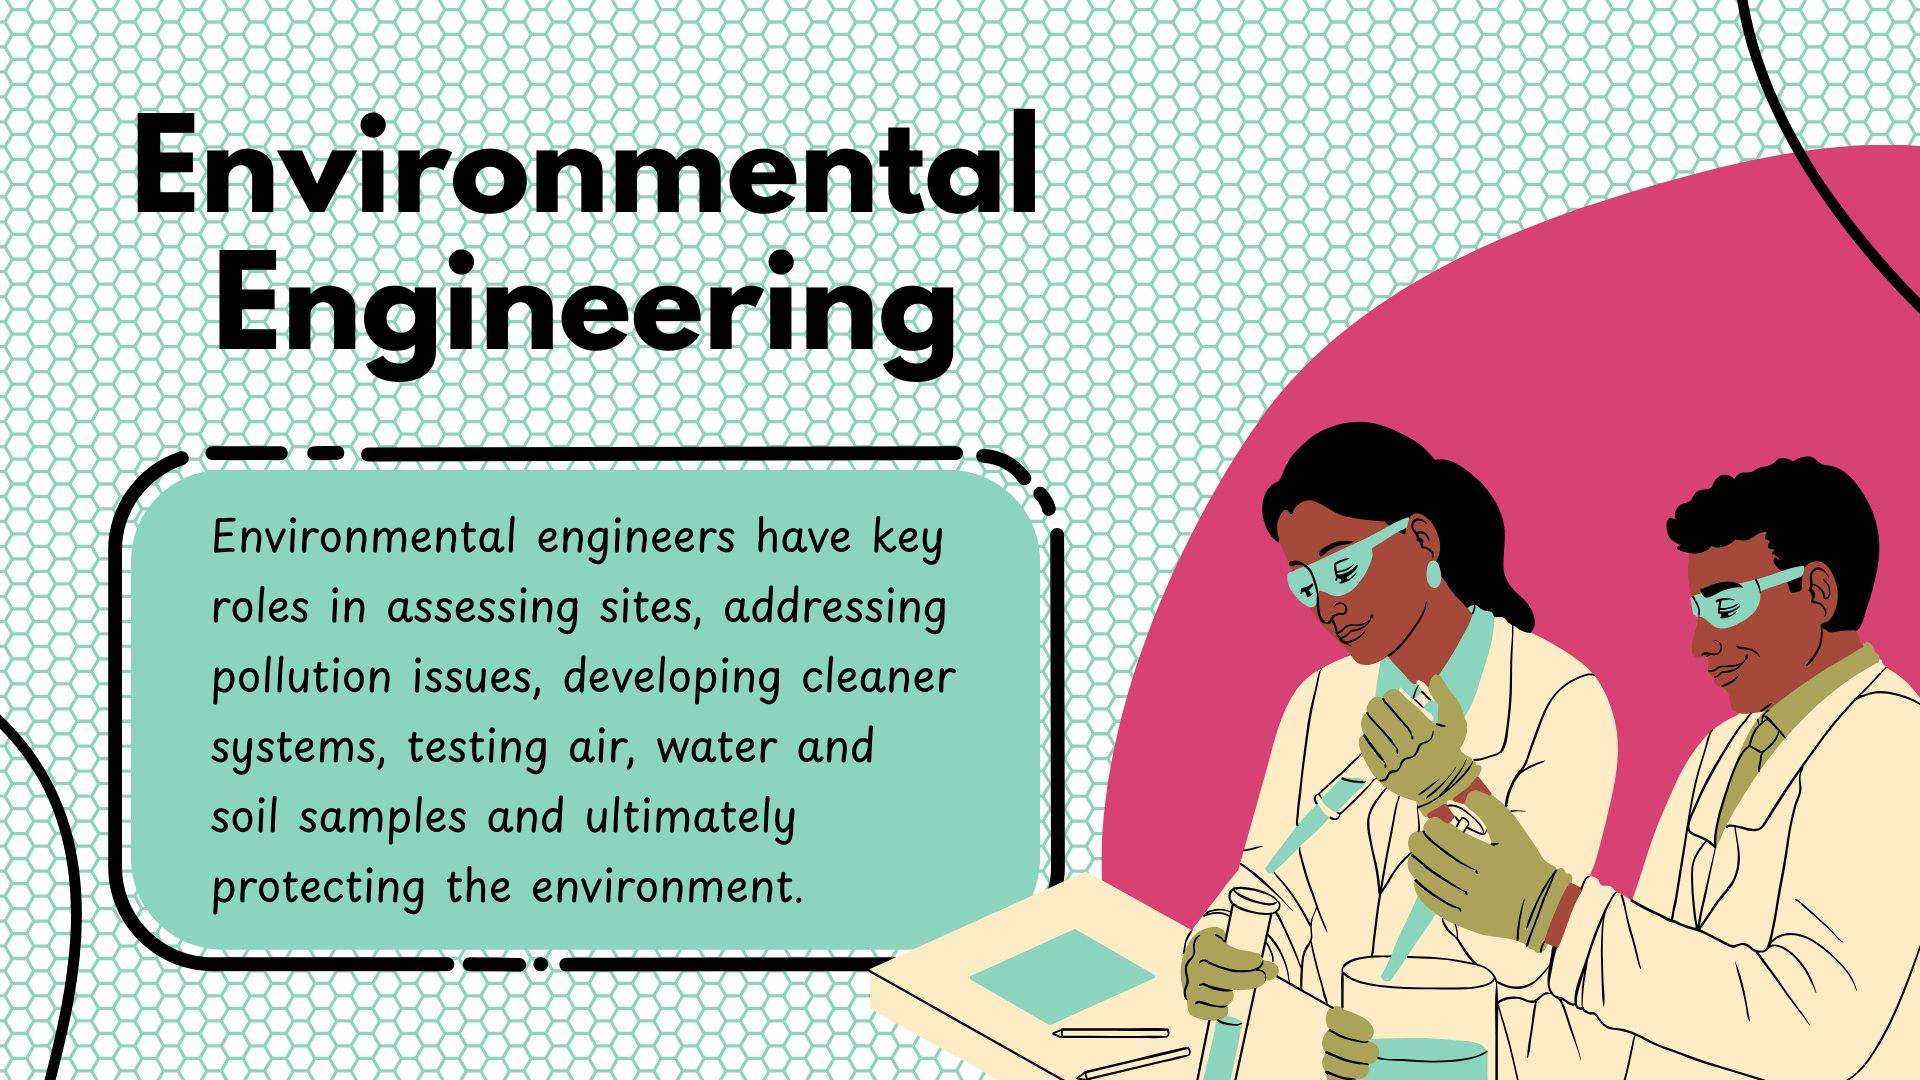 Environmental
Engineering
Environmental engineers have key
roles in assessing sites, addressing
pollution issues, developing cleaner
systems, testing air, water and
soil samples and ultimately
protecting the environment.